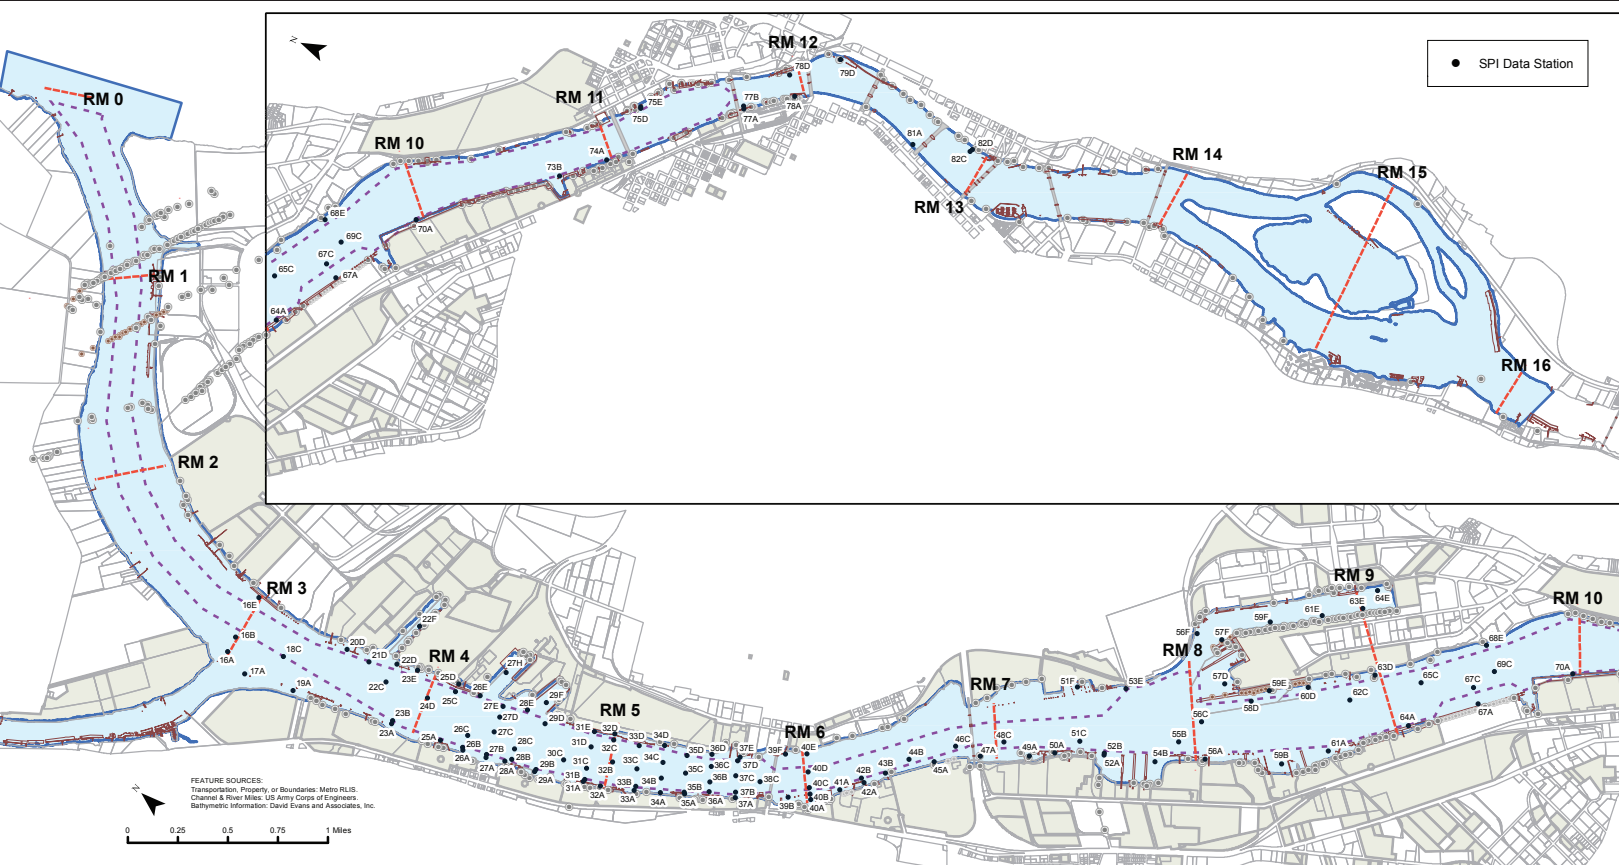 RM 0
RM 1
RM 2
RM 3
16E
16B
16A
17A
18C
19A
20D
21D
22F
22D
22C
23E
23B
23A
RM 4
24D
25D
25C
25A
26E
26C
26B
26A
27H
27E
27D
27C
27B
27A
28E
28C
28B
28A
29F
29D
29B
29A
30C
RM 5
31E
31D
31C
31B
31A
32D
32C
32B
32A
33D
33C
33B
33A
34D
34C
34B
34A
35D
35C
35B
35A
36D
36C
36B
36A
37E
37D
37C
37B
37A
38C
39F
39B
RM 6
40E
40D
40C
40B
40A
41A
42B
42A
43B
44B
45A
46C
RM 7
47A
48C
49A
50A
51F
51C
52B
52A
53E
54B
55B
RM 8
56F
56C
56A
57F
57D
58D
59F
59E
59B
60D
61E
61A
62C
RM 9
63E
63D
64E
64A
65C
67C
67A
68E
69C
RM 10
70A
N
RM 10
RM 11
RM 12
RM 13
RM 14
RM 15
RM 16
68E
69C
67C
67A
65C
64A
70A
73B
74A
75E
75D
77B
77A
78D
78A
79D
81A
82D
82C
N
SPI Data Station
FEATURE SOURCES:
Transportation, Property, or Boundaries: Metro RLIS.
Channel & River Miles: US Army Corps of Engineers.
Bathymetric Information: David Evans and Associates, Inc.
0 0.25 0.5 0.75 1 Miles